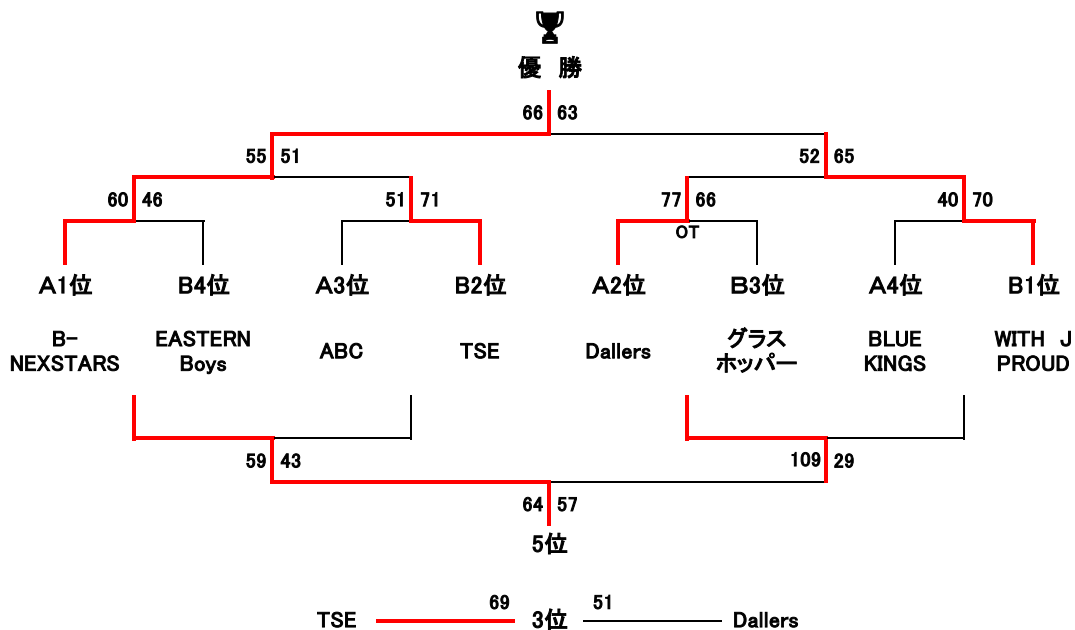 優 勝
66 63
55 51 52 65
60 46 51 71 77 66 40 70
OT
A1位 B4位 A3位 B2位 A2位 B3位 A4位 B1位
B-
NEXSTARS
EASTERN
Boys
ABC
TSE
Dallers
グラス
ホッパー
BLUE
KINGS
WITH J
PROUD
59 43 109 29
64 57
5位
TSE 69 3位 51 Dallers